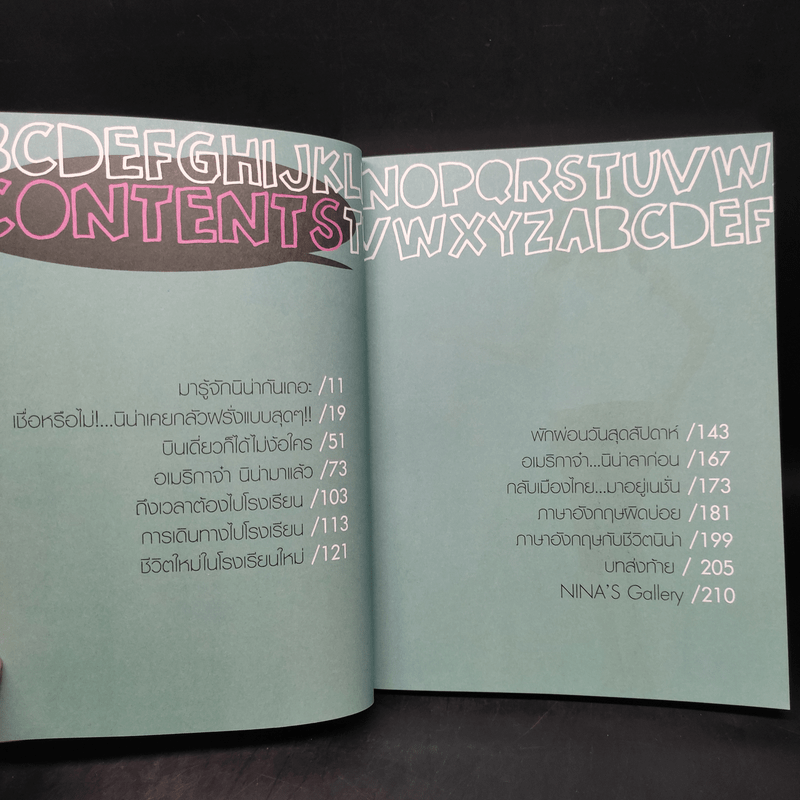 BCDEFGHIJKL
CONTENTS
มารู้จักนิน่ากันเถอะ /11
เชื่อหรือไม่!...นิน่าเคยกลัวฝรั่งแบบสุดๆ!! /19
บินเดี่ยวก็ได้ไม่ง้อใคร /51
อเมริกาจ๋า นิน่ามาแล้ว /73
ถึงเวลาต้องไปโรงเรียน /103
การเดินทางไปโรงเรียน /113
ชีวิตใหม่ในโรงเรียนใหม่ /121
NOPQRSTUVW
TVWXYZABCDEF
พักผ่อนวันสุดสัปดาห์ /143
อเมริกาจ๋า...นิน่าลาก่อน /167
กลับเมืองไทย...มาอยู่เนชั่น /173
ภาษาอังกฤษผิดบ่อย /181
ภาษาอังกฤษกับชีวิตนิน่า /199
บทส่งท้าย / 205
NINA'S Gallery /210